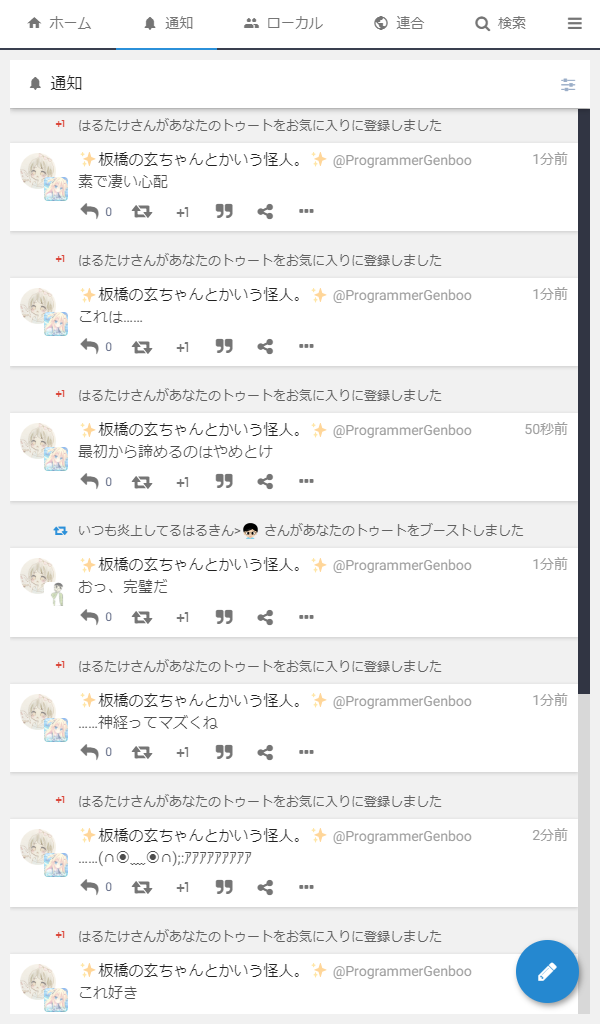 ホーム 通知 ローカル 連合 検索
通知
+1 はるたけさんがあなたのトゥートをお気に入りに登録しました
✨板橋の玄ちゃんとかいう怪人。✨ @ProgrammerGenboo 1分前
素で凄い心配
0 +1
+1 はるたけさんがあなたのトゥートをお気に入りに登録しました
✨板橋の玄ちゃんとかいう怪人。✨ @ProgrammerGenboo 1分前
これは……
0 +1
+1 はるたけさんがあなたのトゥートをお気に入りに登録しました
✨板橋の玄ちゃんとかいう怪人。✨ @ProgrammerGenboo 50秒前
最初から諦めるのはやめとけ
0 +1
いつも炎上してるはるきん> さんがあなたのトゥートをブーストしました
✨板橋の玄ちゃんとかいう怪人。✨ @ProgrammerGenboo 1分前
おっ、完璧だ
0 +1
+1 はるたけさんがあなたのトゥートをお気に入りに登録しました
✨板橋の玄ちゃんとかいう怪人。✨ @ProgrammerGenboo 1分前
……神経ってマズくね
0 +1
+1 はるたけさんがあなたのトゥートをお気に入りに登録しました
✨板橋の玄ちゃんとかいう怪人。✨ @ProgrammerGenboo 2分前
……(∩◉﹏◉∩);:ｱｱｱｱｱｱｱｱｱ
0 +1
+1 はるたけさんがあなたのトゥートをお気に入りに登録しました
✨板橋の玄ちゃんとかいう怪人。✨ @ProgrammerGenboo
これ好き